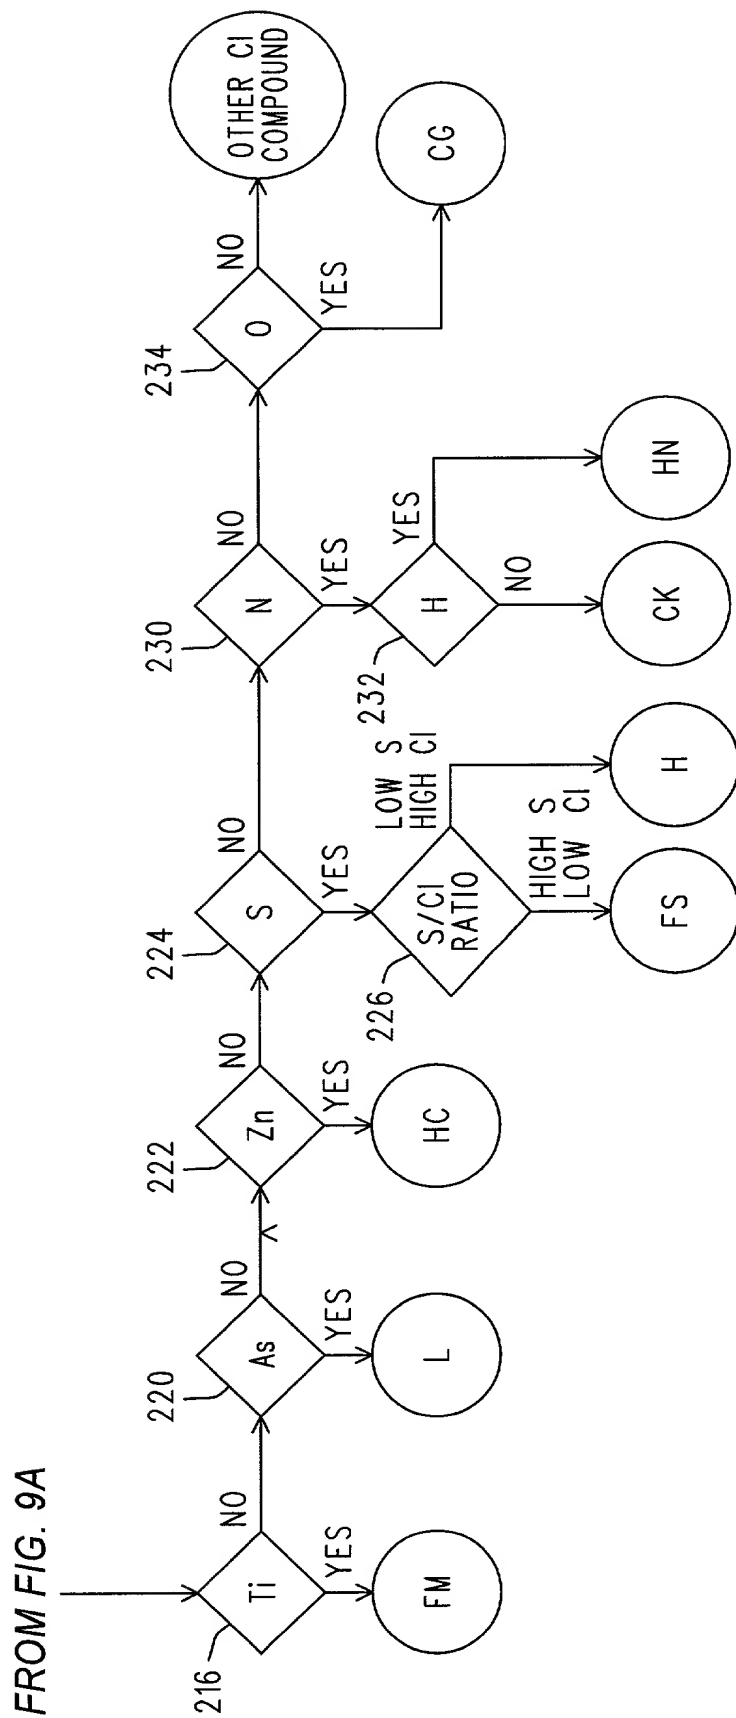 FROM FIG. 9A
216
Ti
NO
YES
FM
220
As
NO
YES
L
222
Zn
NO
YES
HC
224
S
NO
YES
226
S/Cl
RATIO
LOW S
HIGH Cl
H
HIGH S
LOW Cl
FS
230
N
NO
YES
232
H
YES
HN
NO
CK
234
O
NO
OTHER Cl
COMPOUND
YES
CG